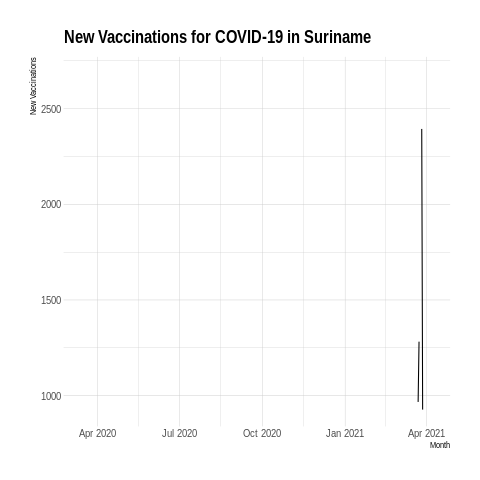 New Vaccinations for COVID-19 in Suriname
New Vaccinations
2500
2000
1500
1000
Apr 2020 Jul 2020 Oct 2020 Jan 2021 Apr 2021
Month